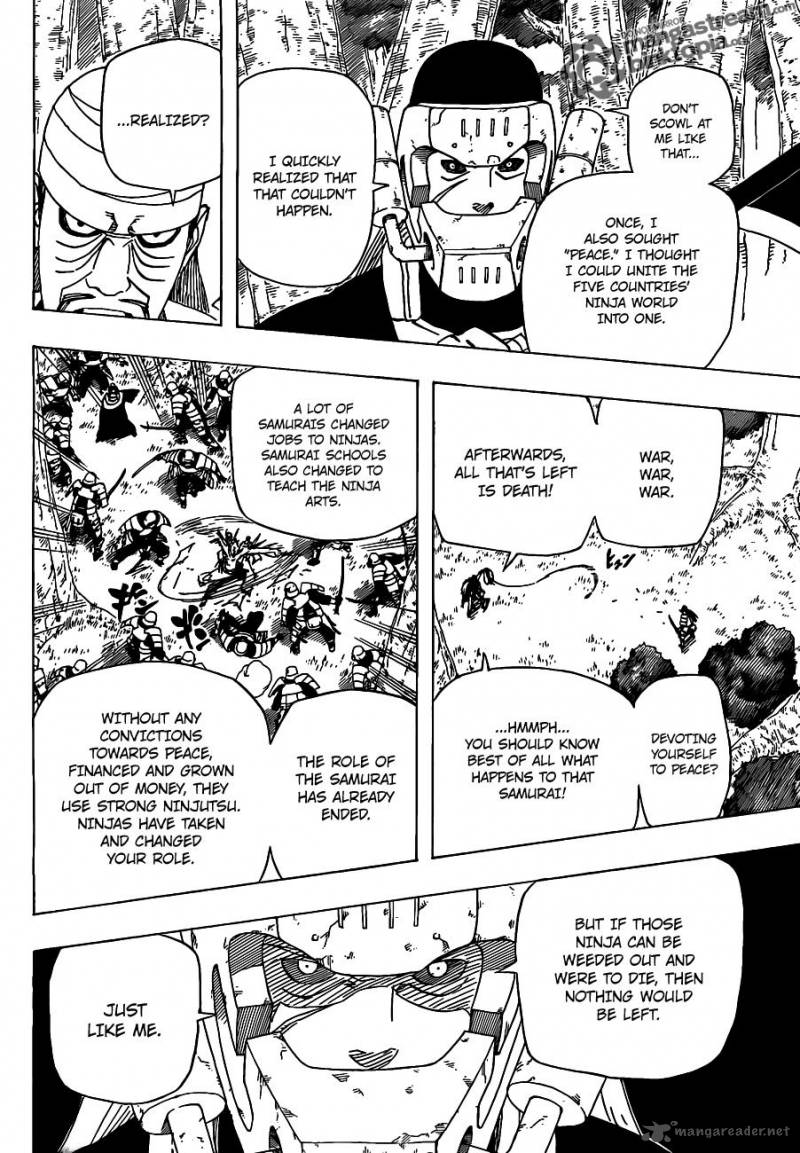 DON'T
SCOWL AT
ME LIKE
THAT...
ONCE, I
ALSO SOUGHT
"PEACE." I THOUGHT
I COULD UNITE THE
FIVE COUNTRIES'
NINJA WORLD
INTO ONE.
I QUICKLY
REALIZED THAT
THAT COULDN'T
HAPPEN.
...REALIZED?
WAR,
WAR,
WAR.
AFTERWARDS,
ALL THAT'S LEFT
IS DEATH!
DEVOTING
YOURSELF
TO PEACE?
...HMMPH...
YOU SHOULD KNOW
BEST OF ALL WHAT
HAPPENS TO THAT
SAMURAI!
A LOT OF
SAMURAIS CHANGED
JOBS TO NINJAS.
SAMURAI SCHOOLS
ALSO CHANGED TO
TEACH THE NINJA
ARTS.
THE ROLE OF
THE SAMURAI
HAS ALREADY
ENDED.
WITHOUT ANY
CONVICTIONS
TOWARDS PEACE,
FINANCED AND GROWN
OUT OF MONEY, THEY
USE STRONG NINJUTSU.
NINJAS HAVE TAKEN
AND CHANGED
YOUR ROLE.
BUT IF THOSE
NINJA CAN BE
WEEDED OUT AND
WERE TO DIE, THEN
NOTHING WOULD
BE LEFT.
JUST
LIKE ME.
mangareader.net